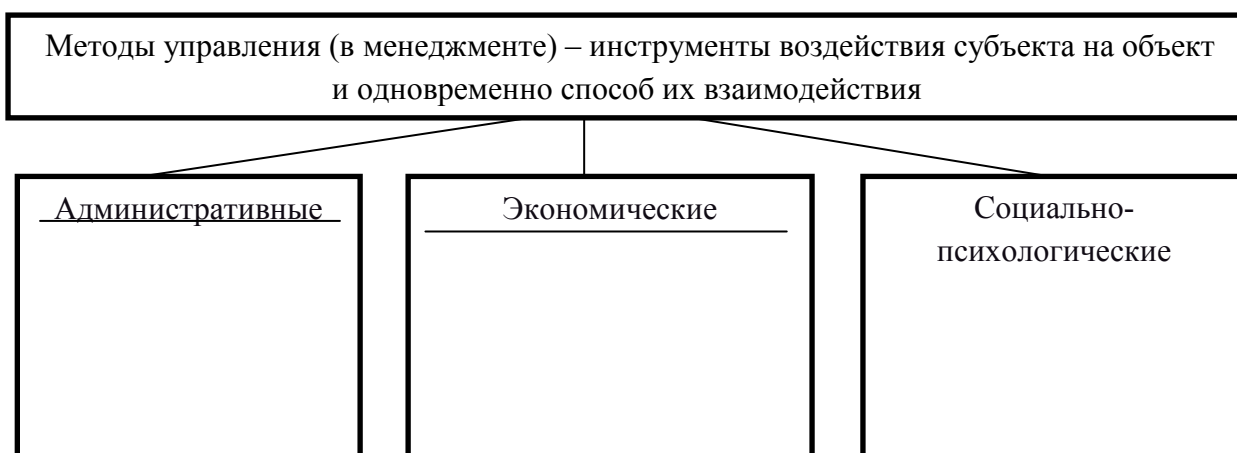 Методы управления (в менеджменте) – инструменты воздействия субъекта на объект
и одновременно способ их взаимодействия
Административные
Экономические
Социально-
психологические